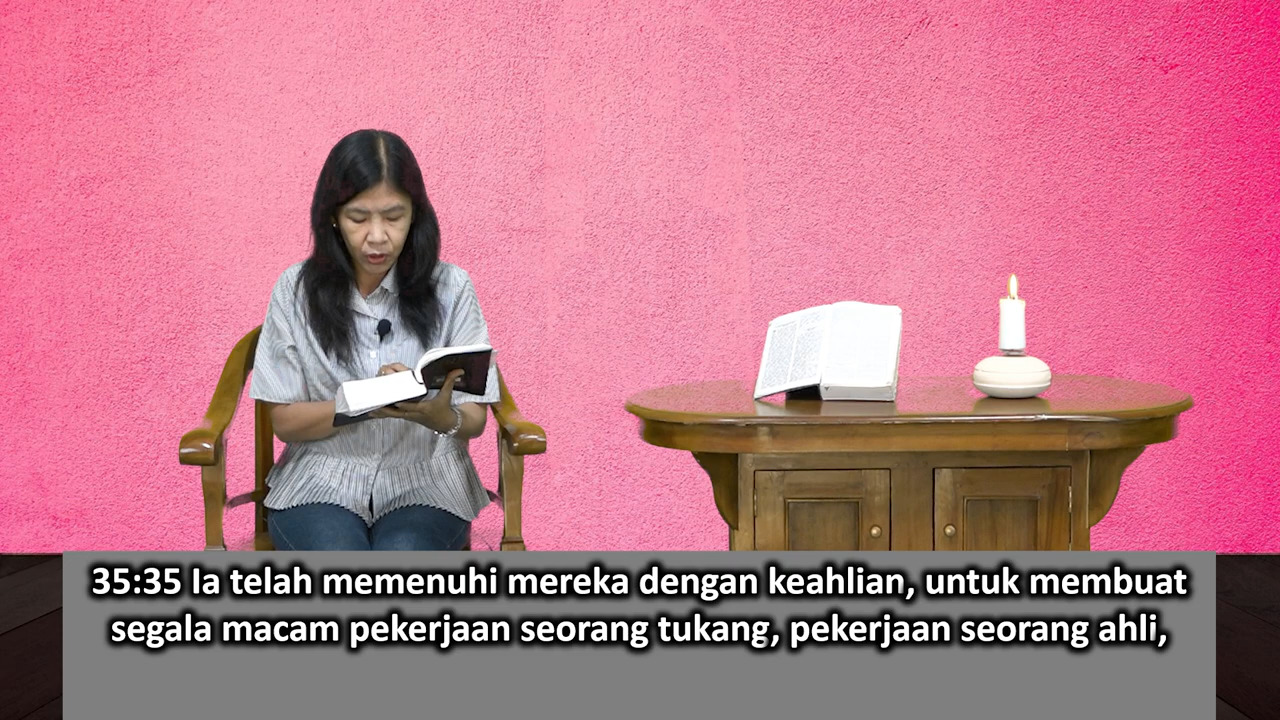 35:35 Ia telah memenuhi mereka dengan keahlian, untuk membuat
segala macam pekerjaan seorang tukang, pekerjaan seorang ahli,